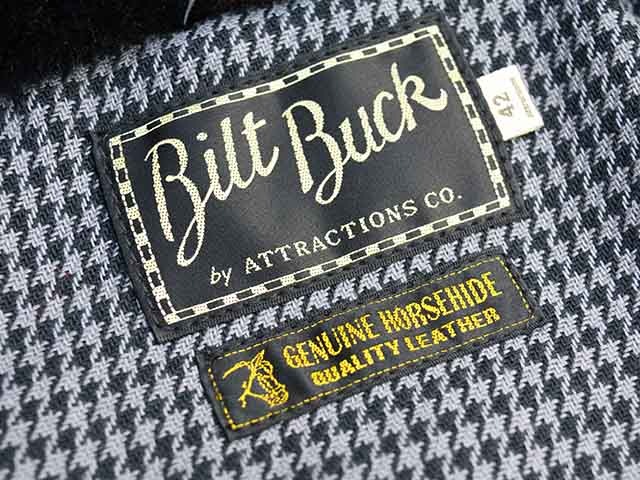 Bilt Buck
by ATTRACTIONS CO.
42
GENUINE HORSEHIDE
QUALITY LEATHER